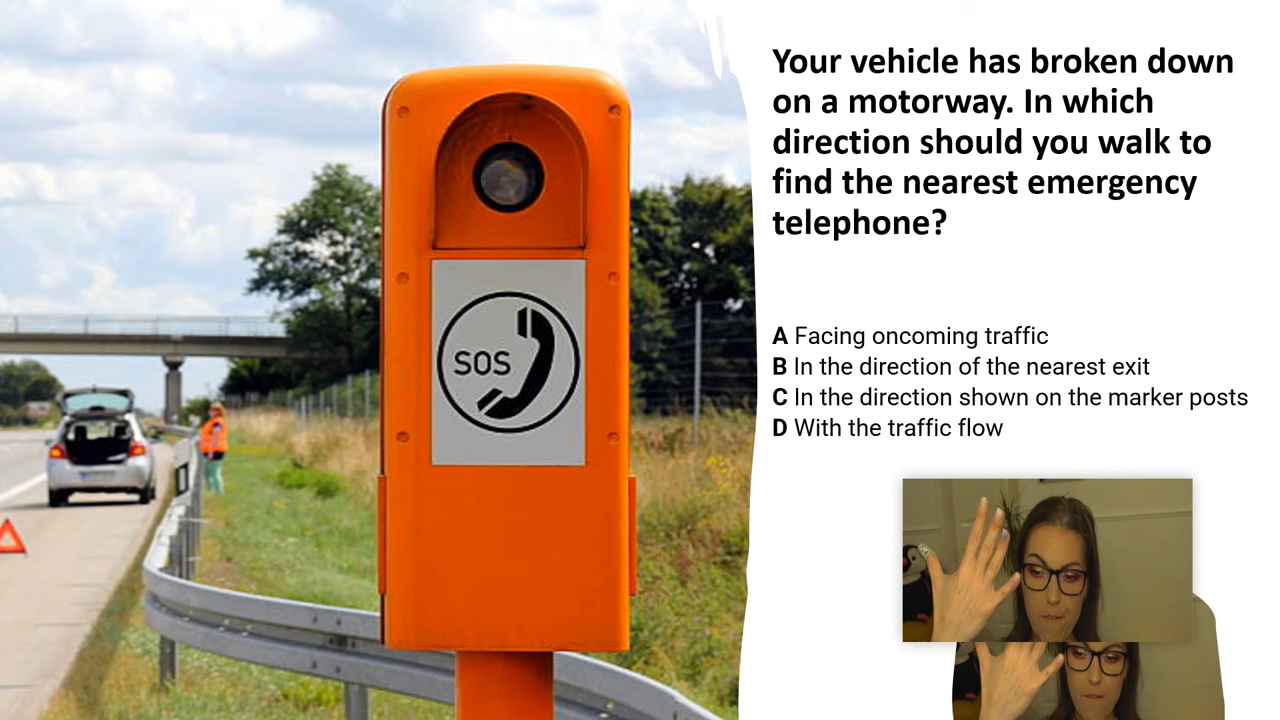 Your vehicle has broken down
on a motorway. In which
direction should you walk to
find the nearest emergency
telephone?
A Facing oncoming traffic
B In the direction of the nearest exit
C In the direction shown on the marker posts
D With the traffic flow
SOS